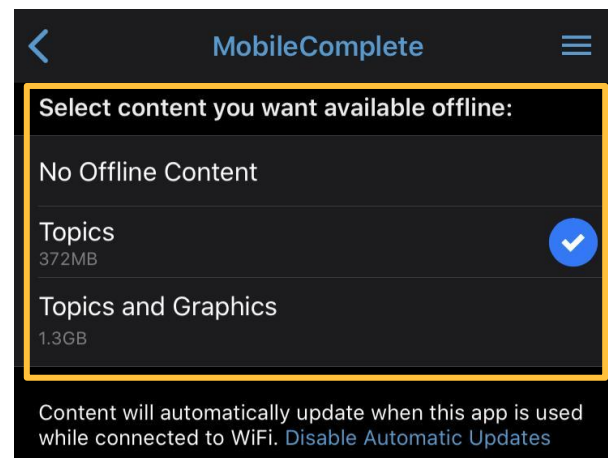 MobileComplete
Select content you want available offline:
No Offline Content
Topics
372MB
Topics and Graphics
1.3GB
Content will automatically update when this app is used
while connected to WiFi. Disable Automatic Updates